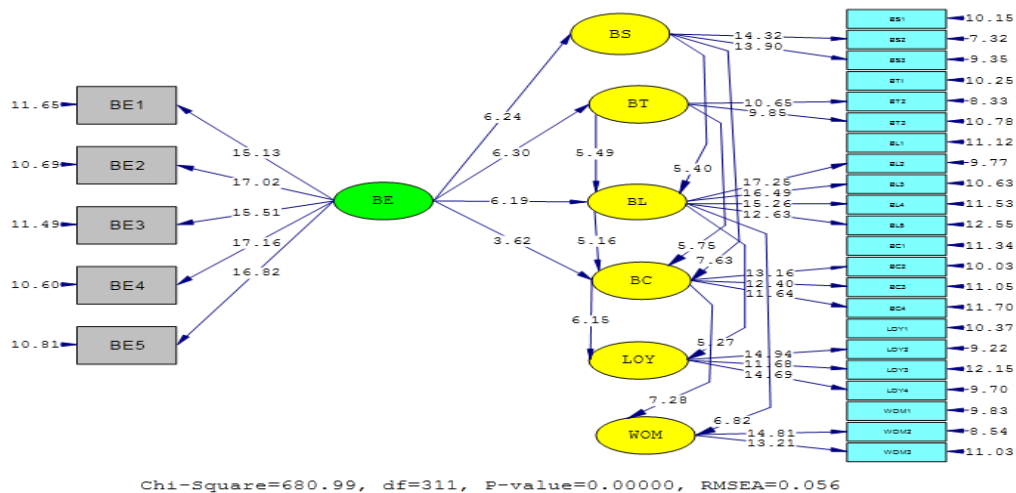 BS
BS1
10.15
14.32
BS2
7.32
13.90
BS3
9.35
BT1
10.25
11.65
BE1
BT
10.65
BT2
8.33
6.24
9.85
BT3
10.78
BL1
11.12
15.13
6.30
5.49
10.69
BE2
5.40
BL2
9.77
17.02
17.25
BL3
10.63
16.49
BE
6.19
BL
15.26
BL4
11.53
11.49
BE3
15.51
12.63
BL5
12.55
3.62
5.16
5.75
BC1
11.34
17.16
7.63
BC2
10.03
13.16
10.60
BE4
16.82
BC
12.40
BC3
11.05
11.64
BC4
11.70
6.15
LOY1
10.37
10.81
BE5
5.27
LOY2
9.22
14.94
LOY
11.68
LOY3
12.15
14.69
LOY4
9.70
7.28
WOM1
9.83
6.82
WOM
14.81
WOM2
8.54
13.21
WOM3
11.03
Chi-Square=680.99, df=311, P-value=0.00000, RMSEA=0.056